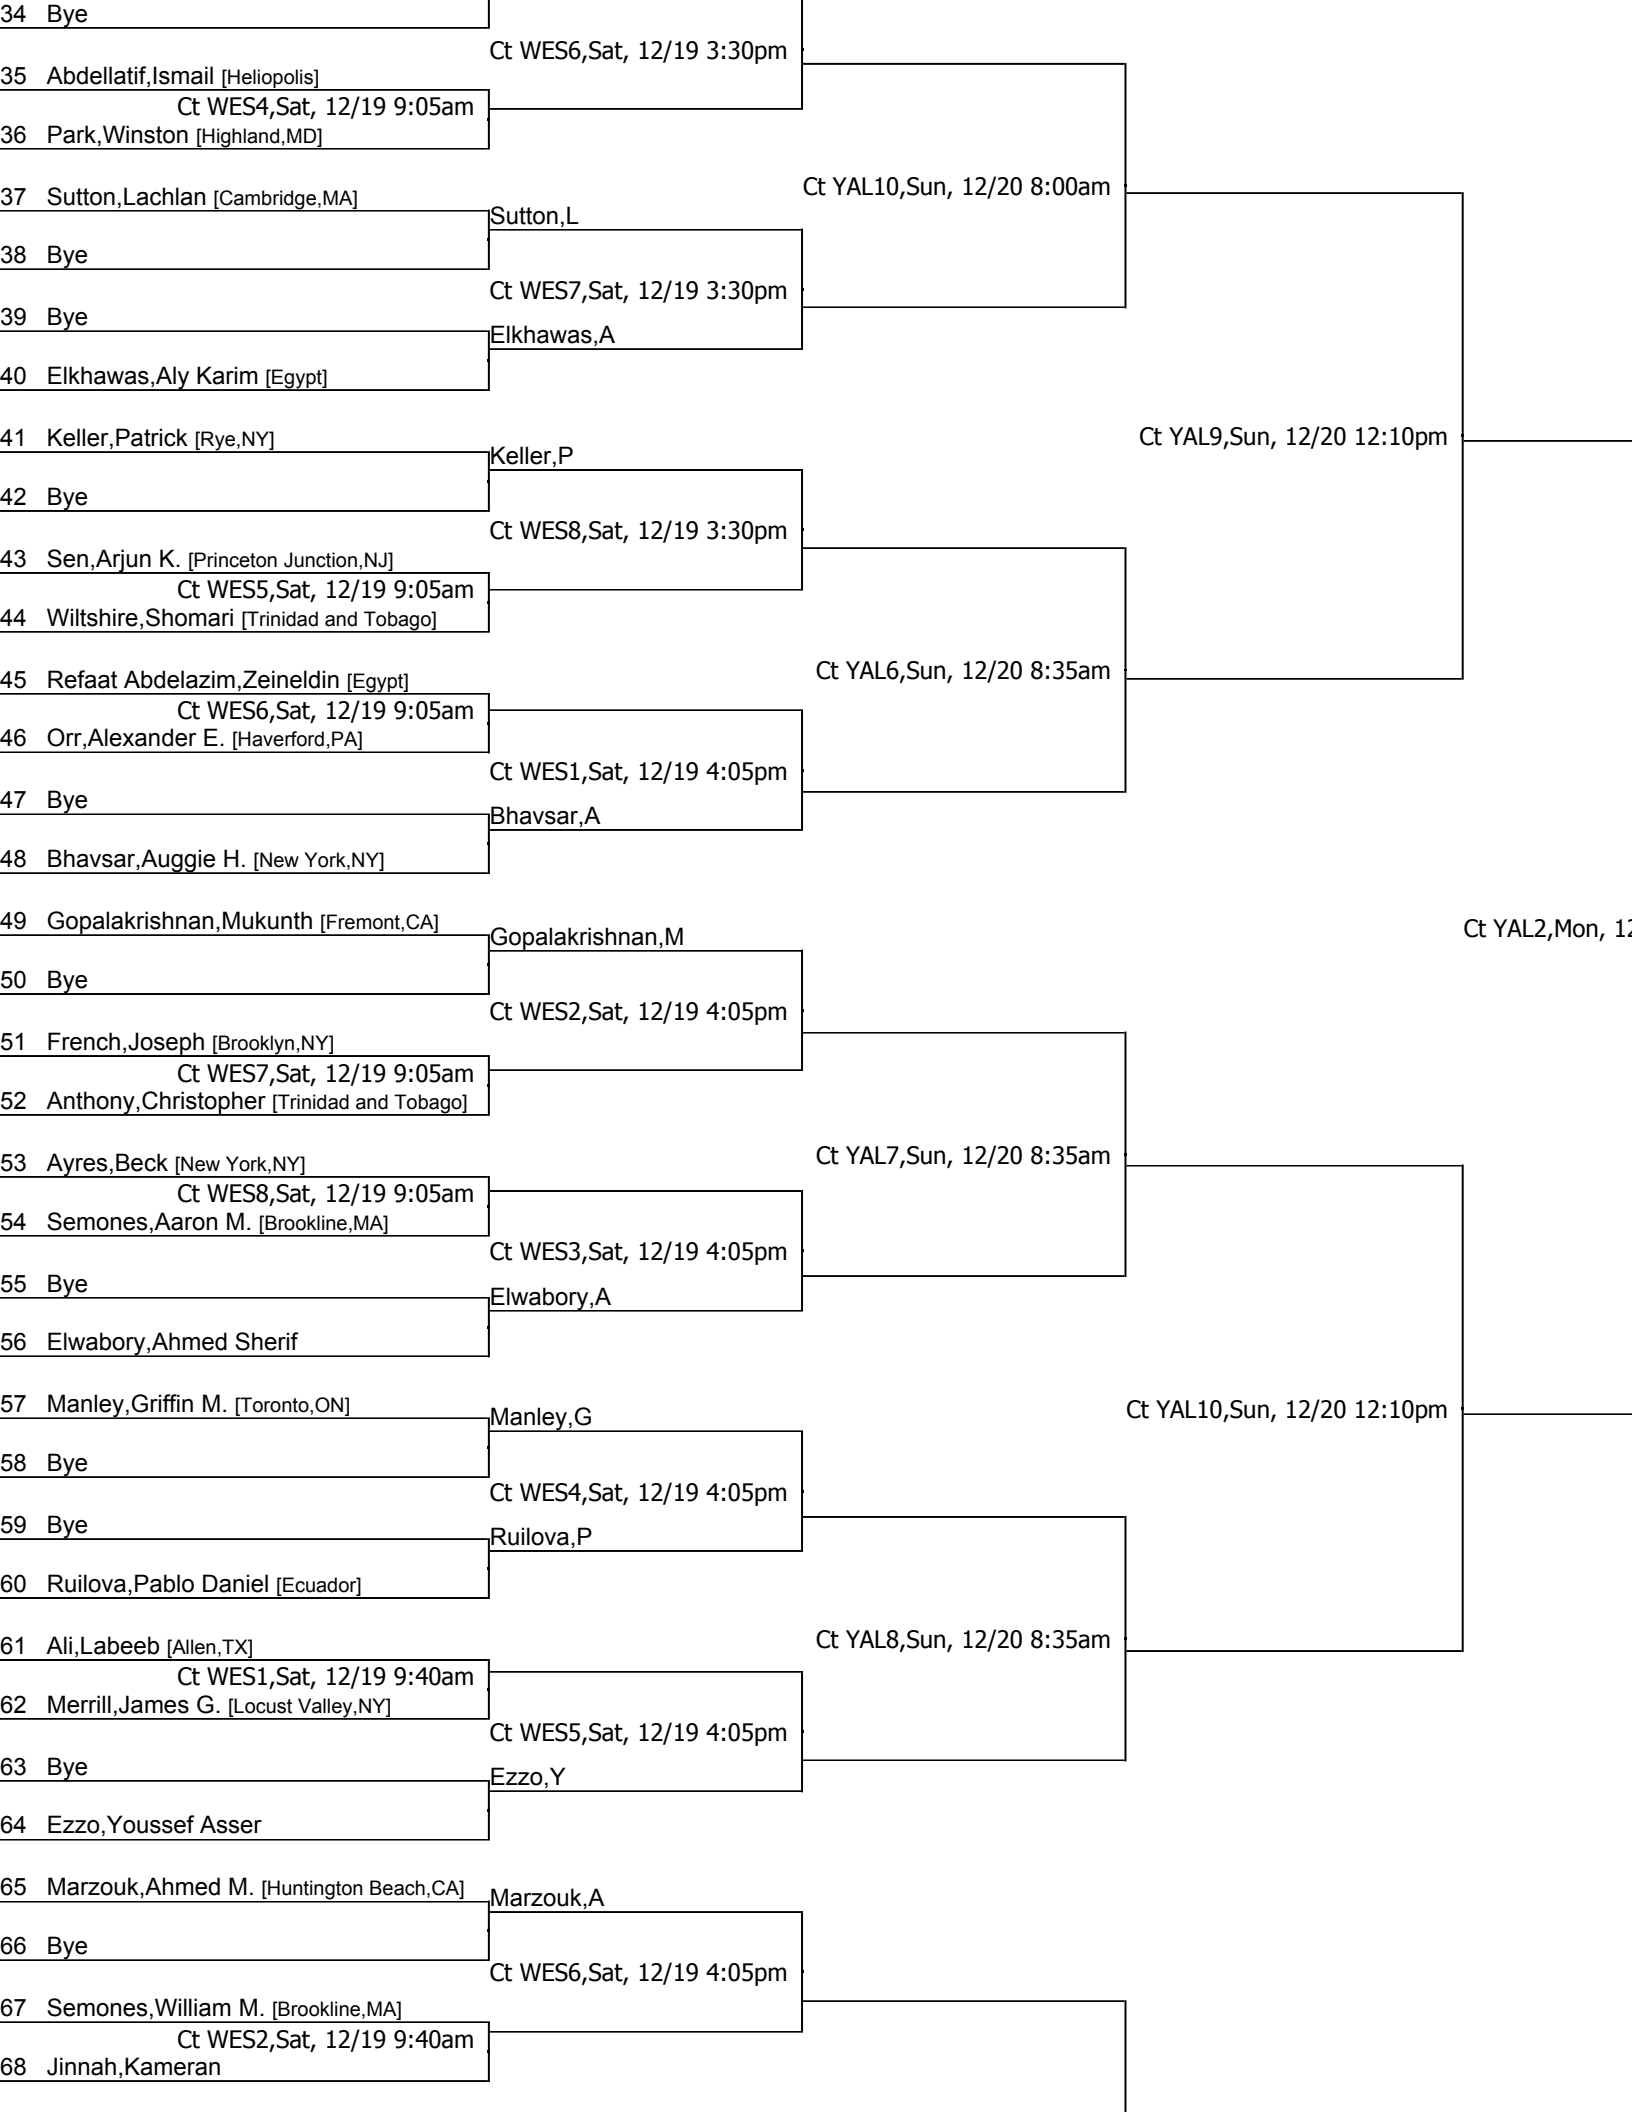 34 Bye
Ct WES6,Sat, 12/19 3:30pm
35 Abdellatif,Ismail [Heliopolis]
Ct WES4,Sat, 12/19 9:05am
36 Park,Winston [Highland,MD]
Ct YAL10,Sun, 12/20 8:00am
37 Sutton,Lachlan [Cambridge,MA]
Sutton,L
38 Bye
Ct WES7,Sat, 12/19 3:30pm
39 Bye
Elkhawas,A
40 Elkhawas,Aly Karim [Egypt]
41 Keller,Patrick [Rye,NY]
Ct YAL9,Sun, 12/20 12:10pm
Keller,P
42 Bye
Ct WES8,Sat, 12/19 3:30pm
43 Sen,Arjun K. [Princeton Junction,NJ]
Ct WES5,Sat, 12/19 9:05am
44 Wiltshire,Shomari [Trinidad and Tobago]
Ct YAL6,Sun, 12/20 8:35am
45 Refaat Abdelazim,Zeineldin [Egypt]
Ct WES6,Sat, 12/19 9:05am
46 Orr,Alexander E. [Haverford,PA]
Ct WES1,Sat, 12/19 4:05pm
47 Bye
Bhavsar,A
48 Bhavsar,Auggie H. [New York,NY]
49 Gopalakrishnan,Mukunth [Fremont,CA]
Ct YAL2,Mon, 12
Gopalakrishnan,M
50 Bye
Ct WES2,Sat, 12/19 4:05pm
51 French,Joseph [Brooklyn,NY]
Ct WES7,Sat, 12/19 9:05am
52 Anthony,Christopher [Trinidad and Tobago]
Ct YAL7,Sun, 12/20 8:35am
53 Ayres,Beck [New York,NY]
Ct WES8,Sat, 12/19 9:05am
54 Semones,Aaron M. [Brookline,MA]
Ct WES3,Sat, 12/19 4:05pm
55 Bye
Elwabory,A
56 Elwabory,Ahmed Sherif
57 Manley,Griffin M. [Toronto,ON]
Ct YAL10,Sun, 12/20 12:10pm
Manley,G
58 Bye
Ct WES4,Sat, 12/19 4:05pm
59 Bye
Ruilova,P
60 Ruilova,Pablo Daniel [Ecuador]
Ct YAL8,Sun, 12/20 8:35am
61 Ali,Labeeb [Allen,TX]
Ct WES1,Sat, 12/19 9:40am
62 Merrill,James G. [Locust Valley,NY]
Ct WES5,Sat, 12/19 4:05pm
63 Bye
Ezzo,Y
64 Ezzo,Youssef Asser
65 Marzouk,Ahmed M. [Huntington Beach,CA]
Marzouk,A
66 Bye
Ct WES6,Sat, 12/19 4:05pm
67 Semones,William M. [Brookline,MA]
Ct WES2,Sat, 12/19 9:40am
68 Jinnah,Kameran